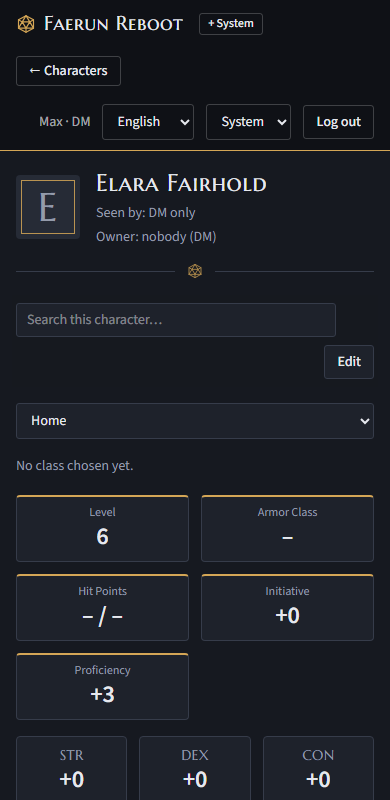 Faerun Reboot
+ System
← Characters
Max · DM
English
System
Log out
E
Elara Fairhold
Seen by: DM only
Owner: nobody (DM)
Search this character…
Edit
Home
No class chosen yet.
Level
6
Armor Class
–
Hit Points
– / –
Initiative
+0
Proficiency
+3
STR
+0
DEX
+0
CON
+0